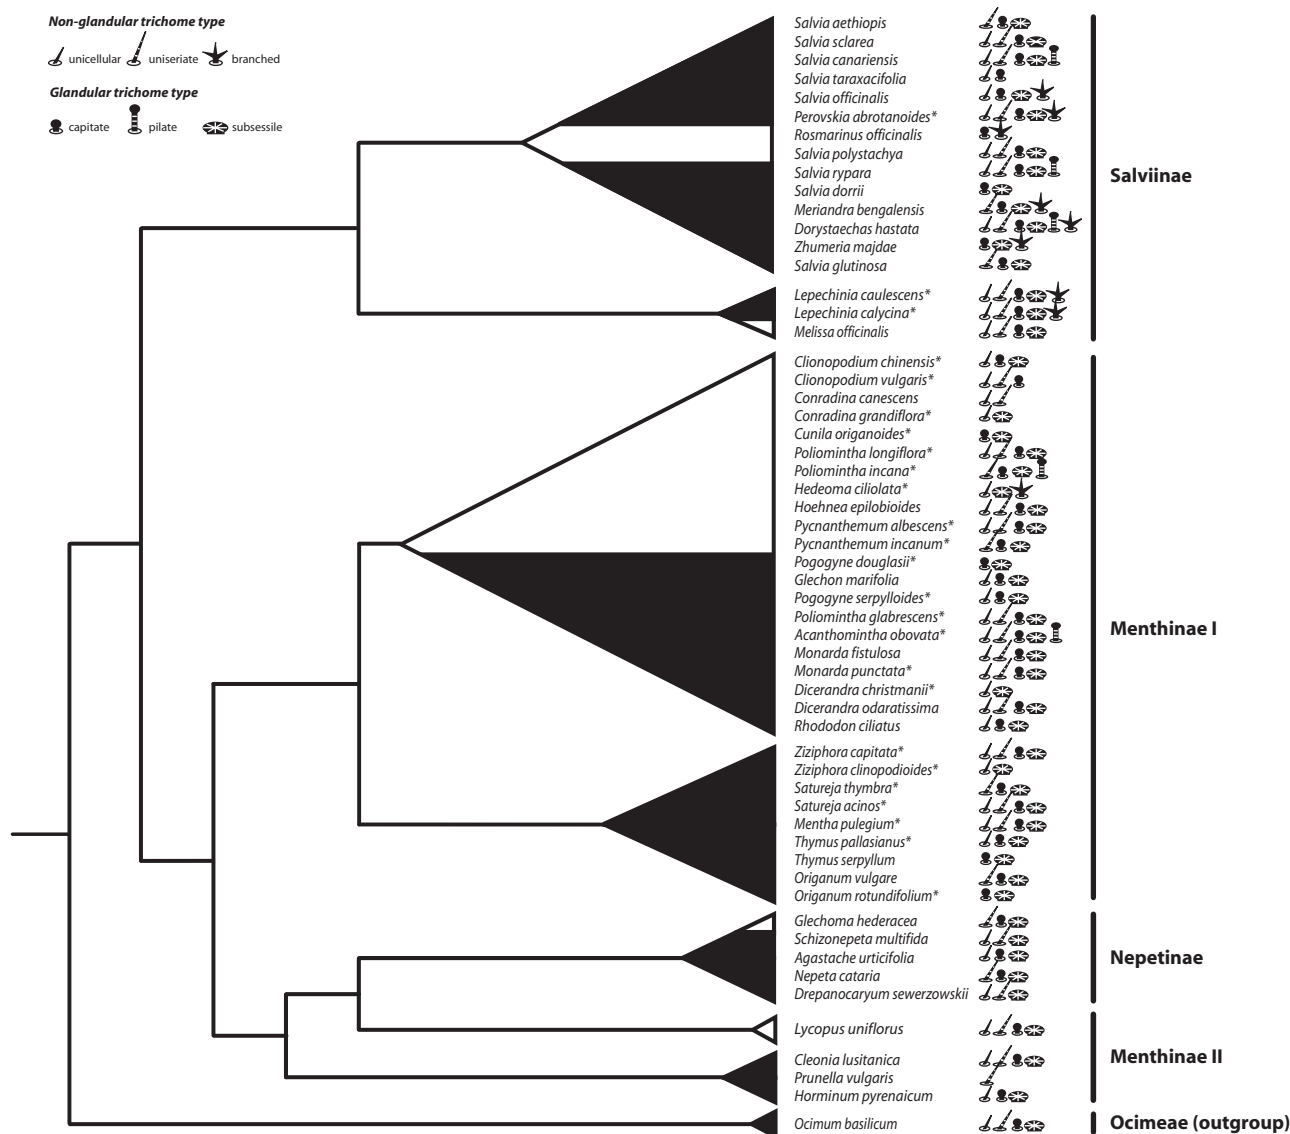 Non-glandular trichome type
unicellular uniseriate branched
Glandular trichome type
capitate pilate subsessile
Salvia aethiopis
Salvia sclarea
Salvia canariensis
Salvia taraxacifolia
Salvia officinalis
Perovskia abrotanoides*
Rosmarinus officinalis
Salvia polystachya
Salvia rypara
Salvia dorrii
Meriandra bengalensis
Dorystaechas hastata
Zhumeria majdae
Salvia glutinosa
Salviinae
Lepechinia caulescens*
Lepechinia calycina*
Melissa officinalis
Clionopodium chinensis*
Clionopodium vulgaris*
Conradina canescens
Conradina grandiflora*
Cunila origanoides*
Poliomintha longiflora*
Poliomintha incana*
Hedeoma ciliolata*
Hoehnea epilobioides
Pycnanthemum albescens*
Pycnanthemum incanum*
Pogogyne douglasii*
Glechon marifolia
Pogogyne serpylloides*
Poliomintha glabrescens*
Acanthomintha obovata*
Monarda fistulosa
Monarda punctata*
Dicerandra christmanii*
Dicerandra odaratissima
Rhododon ciliatus
Menthinae I
Ziziphora capitata*
Ziziphora clinopodioides*
Satureja thymbra*
Satureja acinos*
Mentha pulegium*
Thymus pallasianus*
Thymus serpyllum
Origanum vulgare
Origanum rotundifolium*
Glechoma hederacea
Schizonepeta multifida
Agastache urticifolia
Nepeta cataria
Drepanocaryum sewerzowskii
Nepetinae
Lycopus uniflorus
Cleonia lusitanica
Prunella vulgaris
Horminum pyrenaicum
Menthinae II
Ocimum basilicum
Ocimeae (outgroup)